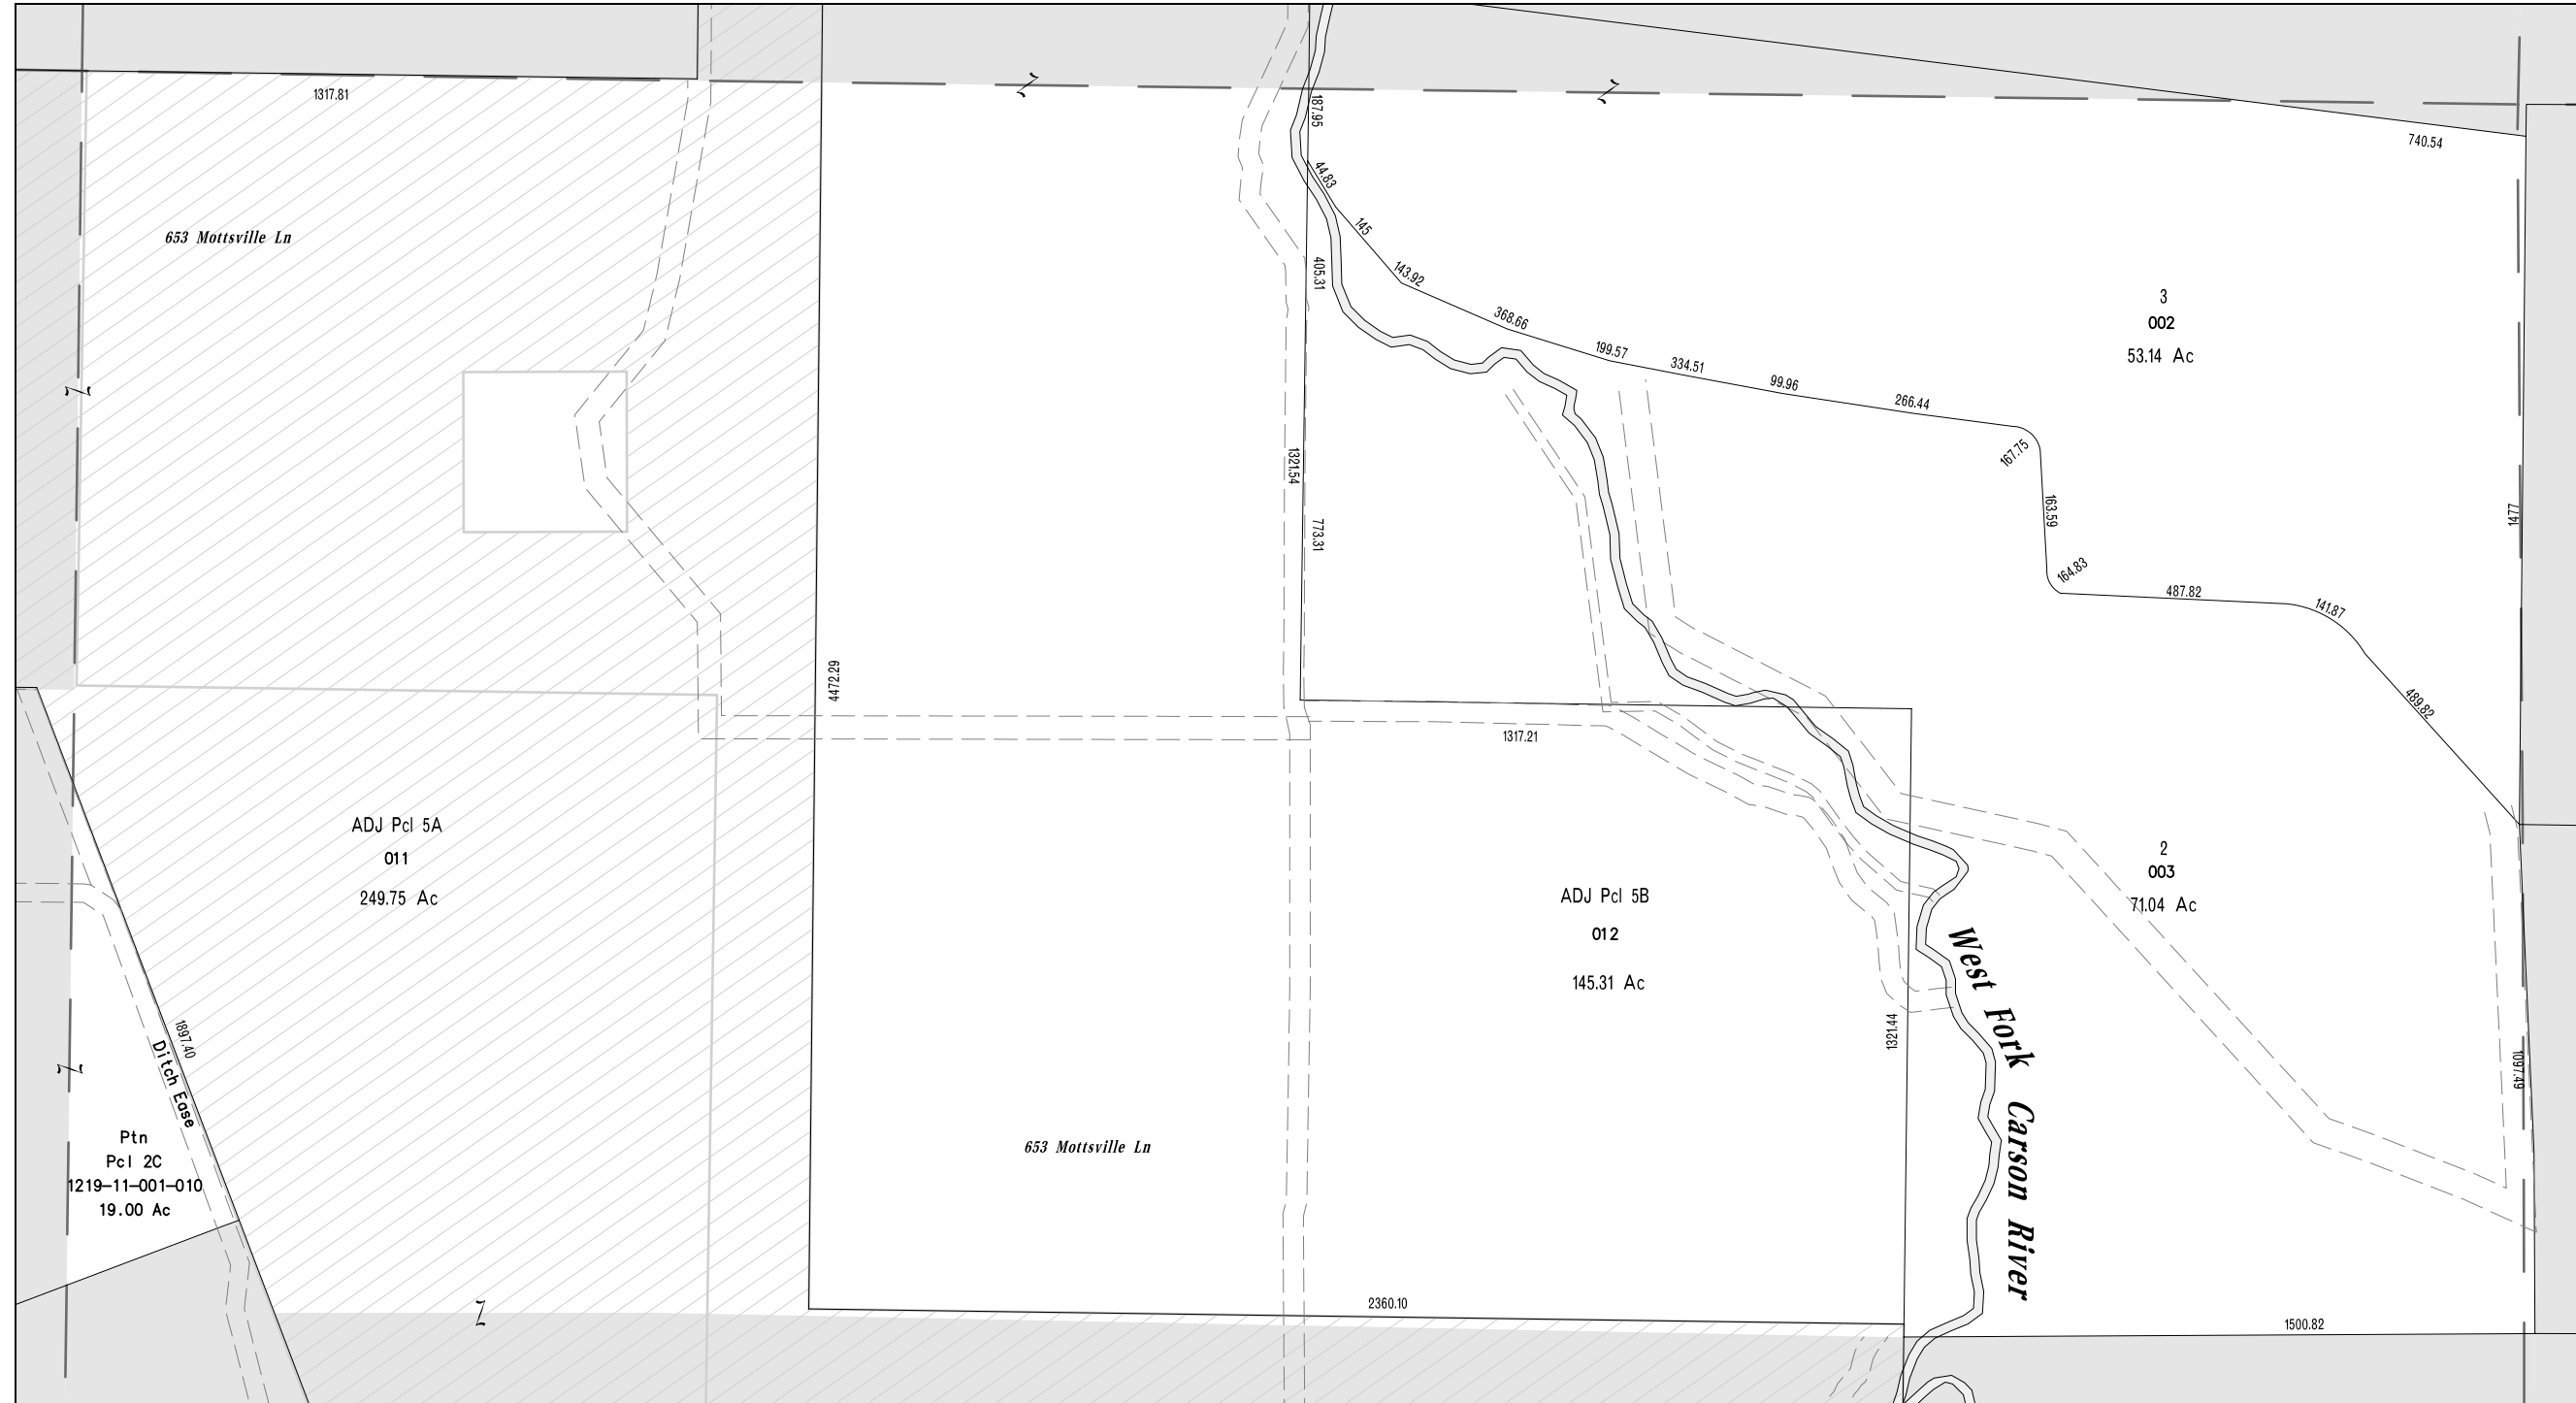 1317.81
187.95
740.54
44.83
145
653 Mottsville Ln
405.31
143.92
3
002
53.14 Ac
368.66
199.57
334.51
99.96
266.44
167.75
1321.54
163.59
1477
773.31
164.83
487.82
141.87
4472.29
489.82
1317.21
ADJ Pcl 5A
011
249.75 Ac
2
003
71.04 Ac
ADJ Pcl 5B
012
145.31 Ac
West Fork Carson River
1897.40
Ditch Ease
1321.44
1097.49
Ptn
Pcl 2C
1219-11-001-010
19.00 Ac
653 Mottsville Ln
2360.10
1500.82